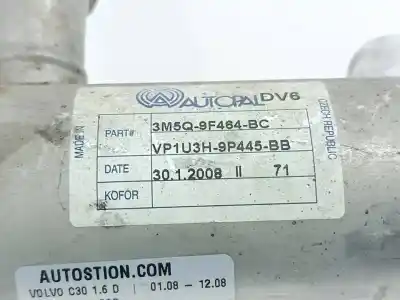 AUTOPAL DV6
MADE IN
CZECH REPUBLIC
PART# 3M5Q-9F464-BC
VP1U3H-9P445-BB
DATE 30.1.2008 II 71
KOFOŘ
AUTOSTION.COM
VOLVO C30 1.6 D | 01.08 - 12.08